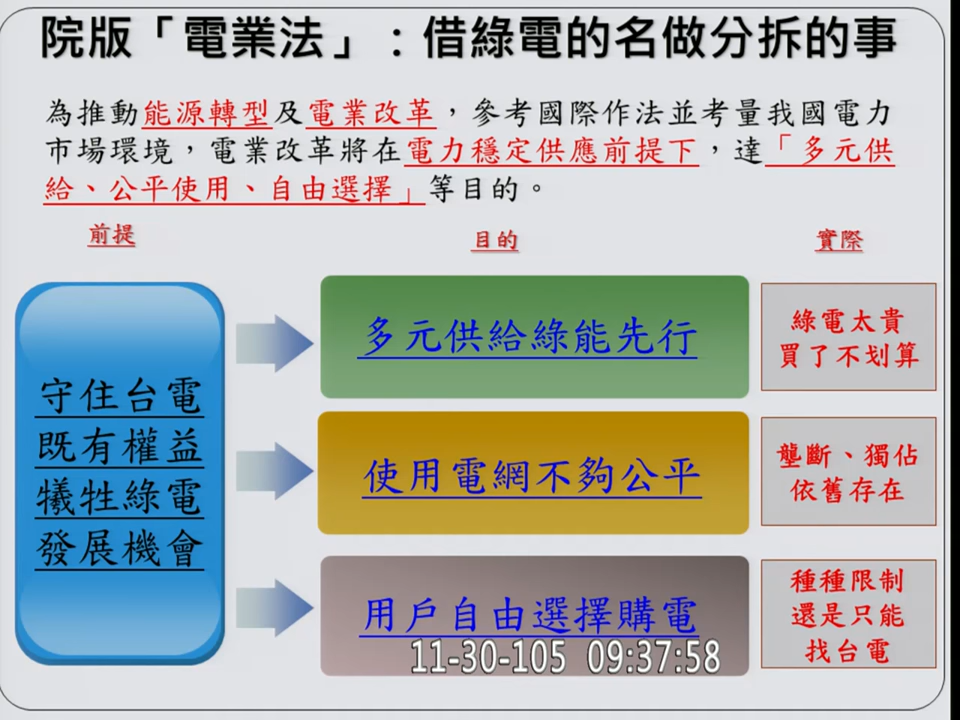 院版「電業法」：借綠電的名做分拆的事
為推動能源轉型及電業改革，參考國際作法並考量我國電力
市場環境，電業改革將在電力穩定供應前提下，達「多元供
給、公平使用、自由選擇」等目的。
前提
目的
實際
守住台電
既有權益
犧牲綠電
發展機會
多元供給綠能先行
綠電太貴
買了不划算
使用電網不夠公平
壟斷、獨佔
依舊存在
用戶自由選擇購電
種種限制
還是只能
找台電
11-30-105 09:37:58